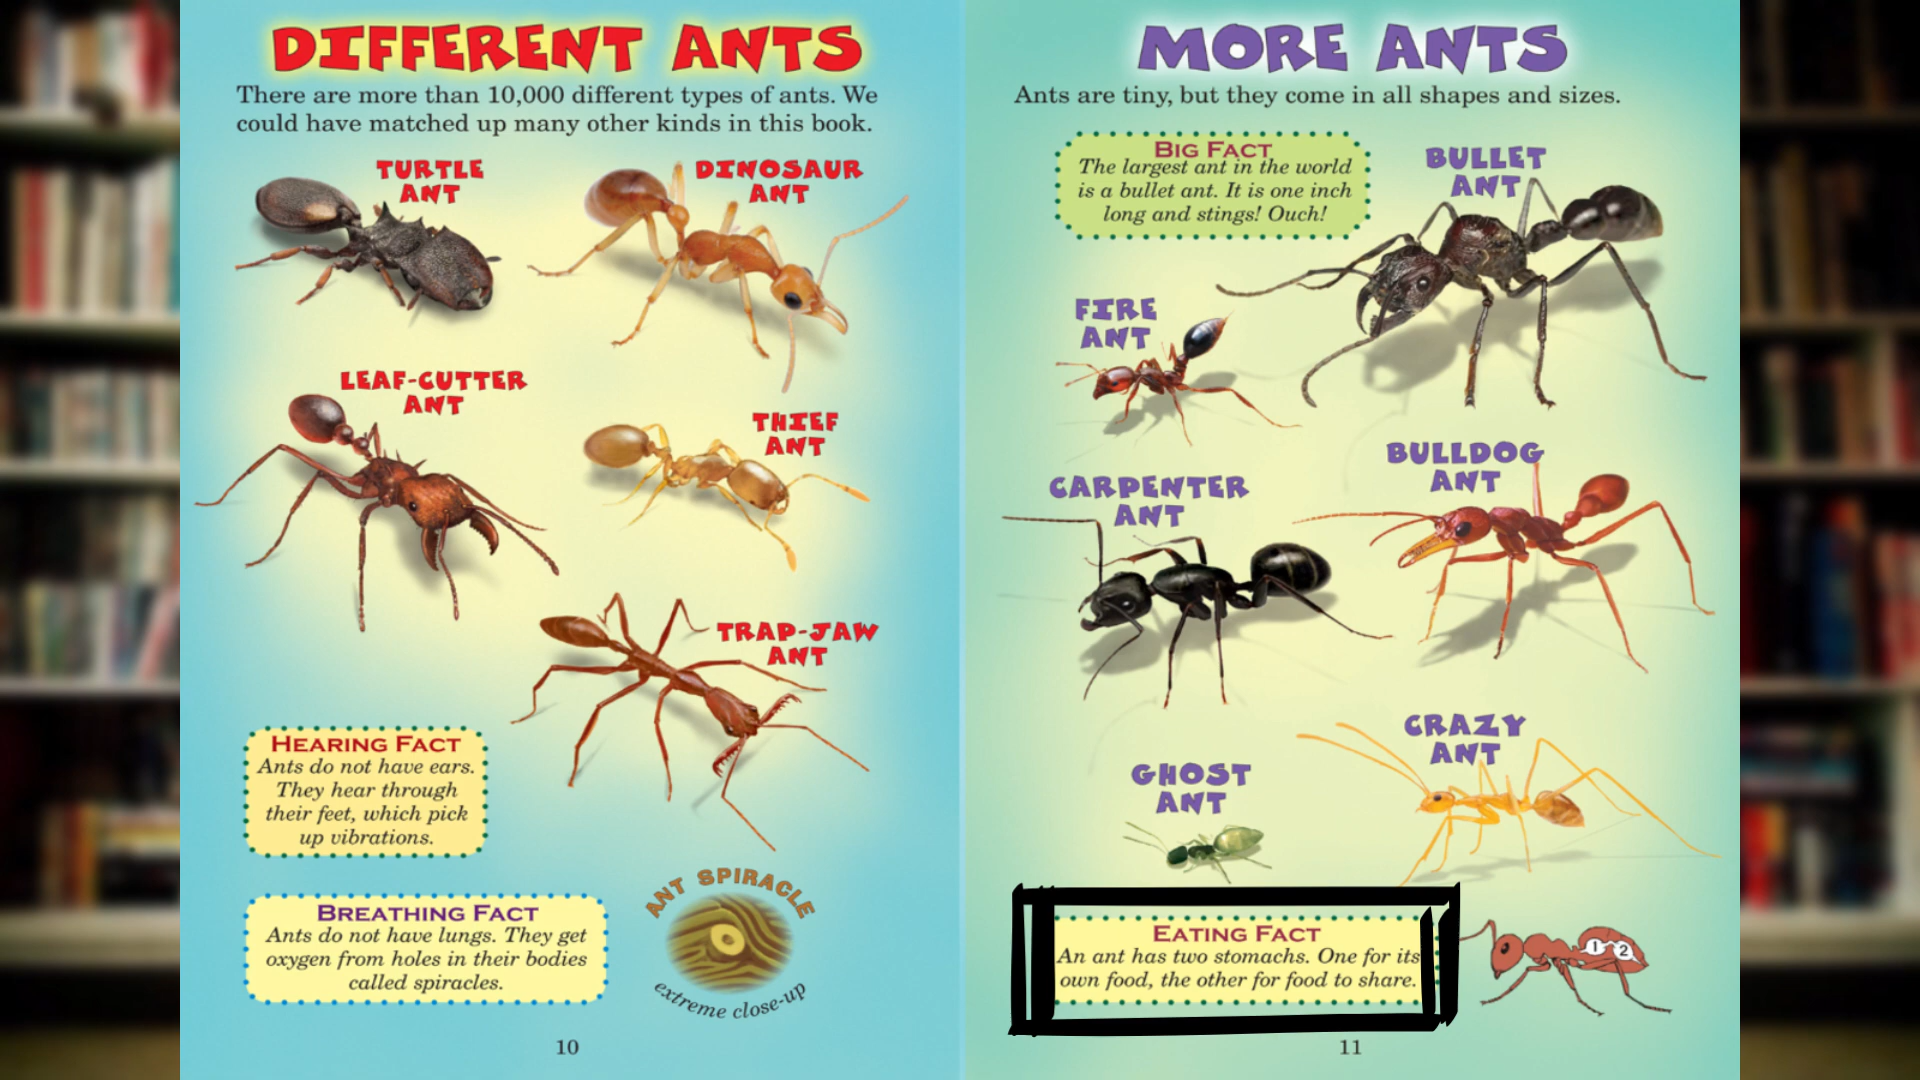 DIFFERENT ANTS
There are more than 10,000 different types of ants. We
could have matched up many other kinds in this book.
TURTLE
ANT
DINOSAUR
ANT
LEAF-CUTTER
ANT
THIEF
ANT
TRAP-JAW
ANT
HEARING FACT
Ants do not have ears.
They hear through
their feet, which pick
up vibrations.
BREATHING FACT
Ants do not have lungs. They get
oxygen from holes in their bodies
called spiracles.
ANT SPIRACLE
extreme close-up
10
MORE ANTS
Ants are tiny, but they come in all shapes and sizes.
BIG FACT
The largest ant in the world
is a bullet ant. It is one inch
long and stings! Ouch!
BULLET
ANT
FIRE
ANT
BULLDOG
ANT
CARPENTER
ANT
CRAZY
ANT
GHOST
ANT
EATING FACT
An ant has two stomachs. One for its
own food, the other for food to share.
1 2
11